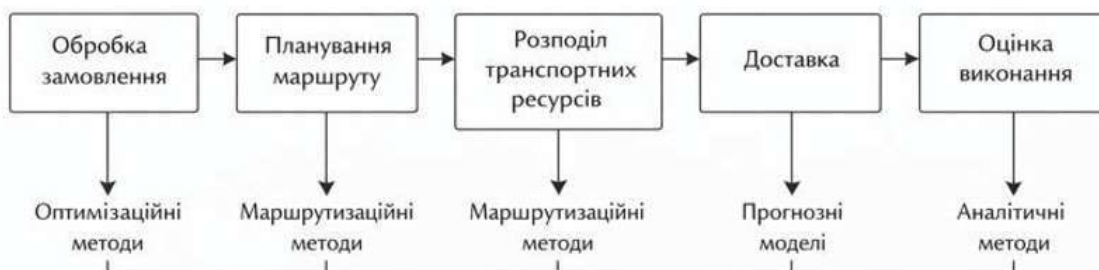 Обробка
замовлення
Планування
маршруту
Розподіл
транспортних
ресурсів
Доставка
Оцінка
виконання
Оптимізаційні
методи
Маршрутизаційні
методи
Маршрутизаційні
методи
Прогнозні
моделі
Аналітичні
методи